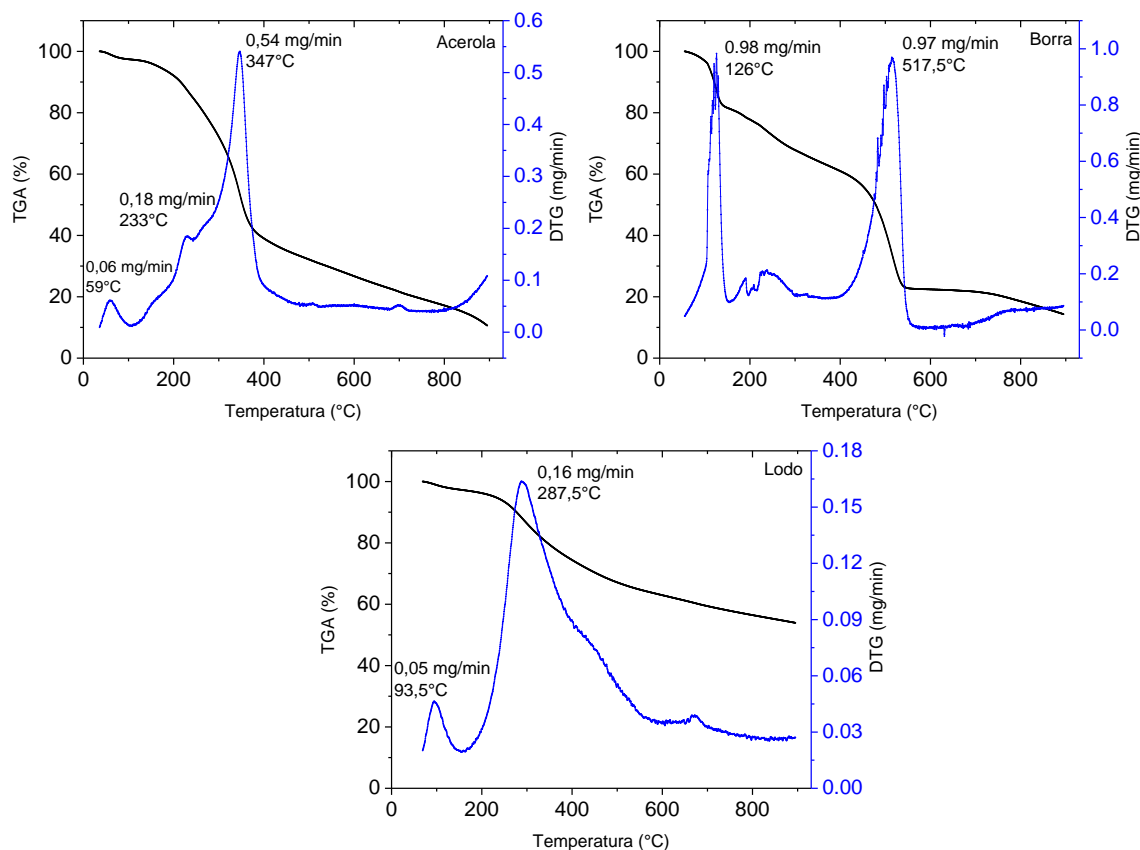 Acerola
0,54 mg/min
347°C
0,18 mg/min
233°C
0,06 mg/min
59°C
TGA (%)
100
80
60
40
20
0
DTG (mg/min)
0.6
0.5
0.4
0.3
0.2
0.1
0.0
0 200 400 600 800
Temperatura (°C)
Borra
0.98 mg/min
126°C
0.97 mg/min
517,5°C
TGA (%)
100
80
60
40
20
0
DTG (mg/min)
1.0
0.8
0.6
0.4
0.2
0.0
0 200 400 600 800
Temperatura (°C)
Lodo
0,16 mg/min
287,5°C
0,05 mg/min
93,5°C
TGA (%)
100
80
60
40
20
0
DTG (mg/min)
0.18
0.15
0.12
0.09
0.06
0.03
0.00
0 200 400 600 800
Temperatura (°C)